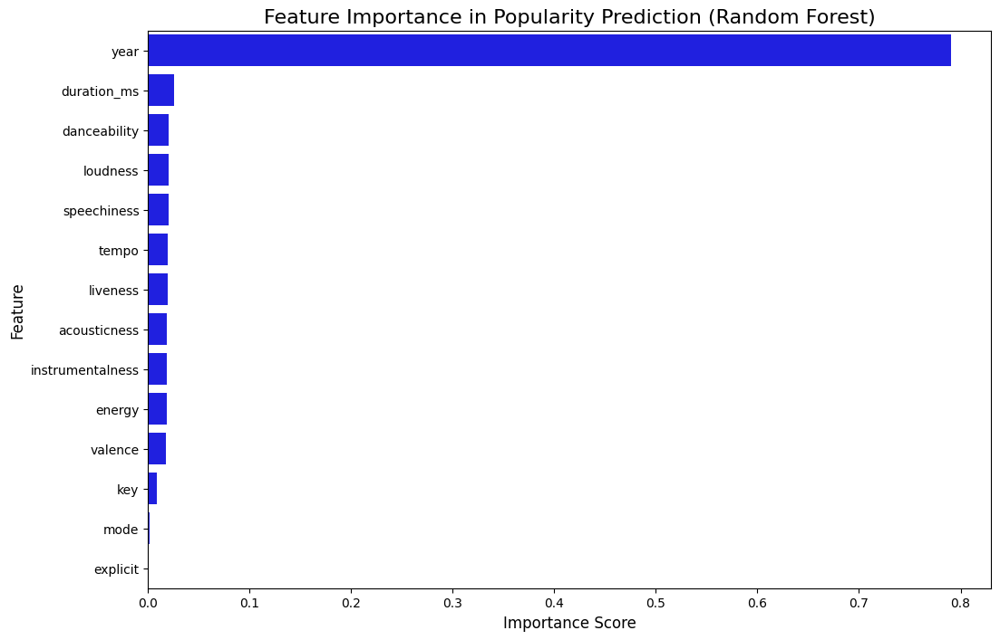 Feature Importance in Popularity Prediction (Random Forest)
year
duration_ms
danceability
loudness
speechiness
tempo
liveness
acousticness
instrumentalness
energy
valence
key
mode
explicit
Feature
0.0 0.1 0.2 0.3 0.4 0.5 0.6 0.7 0.8
Importance Score